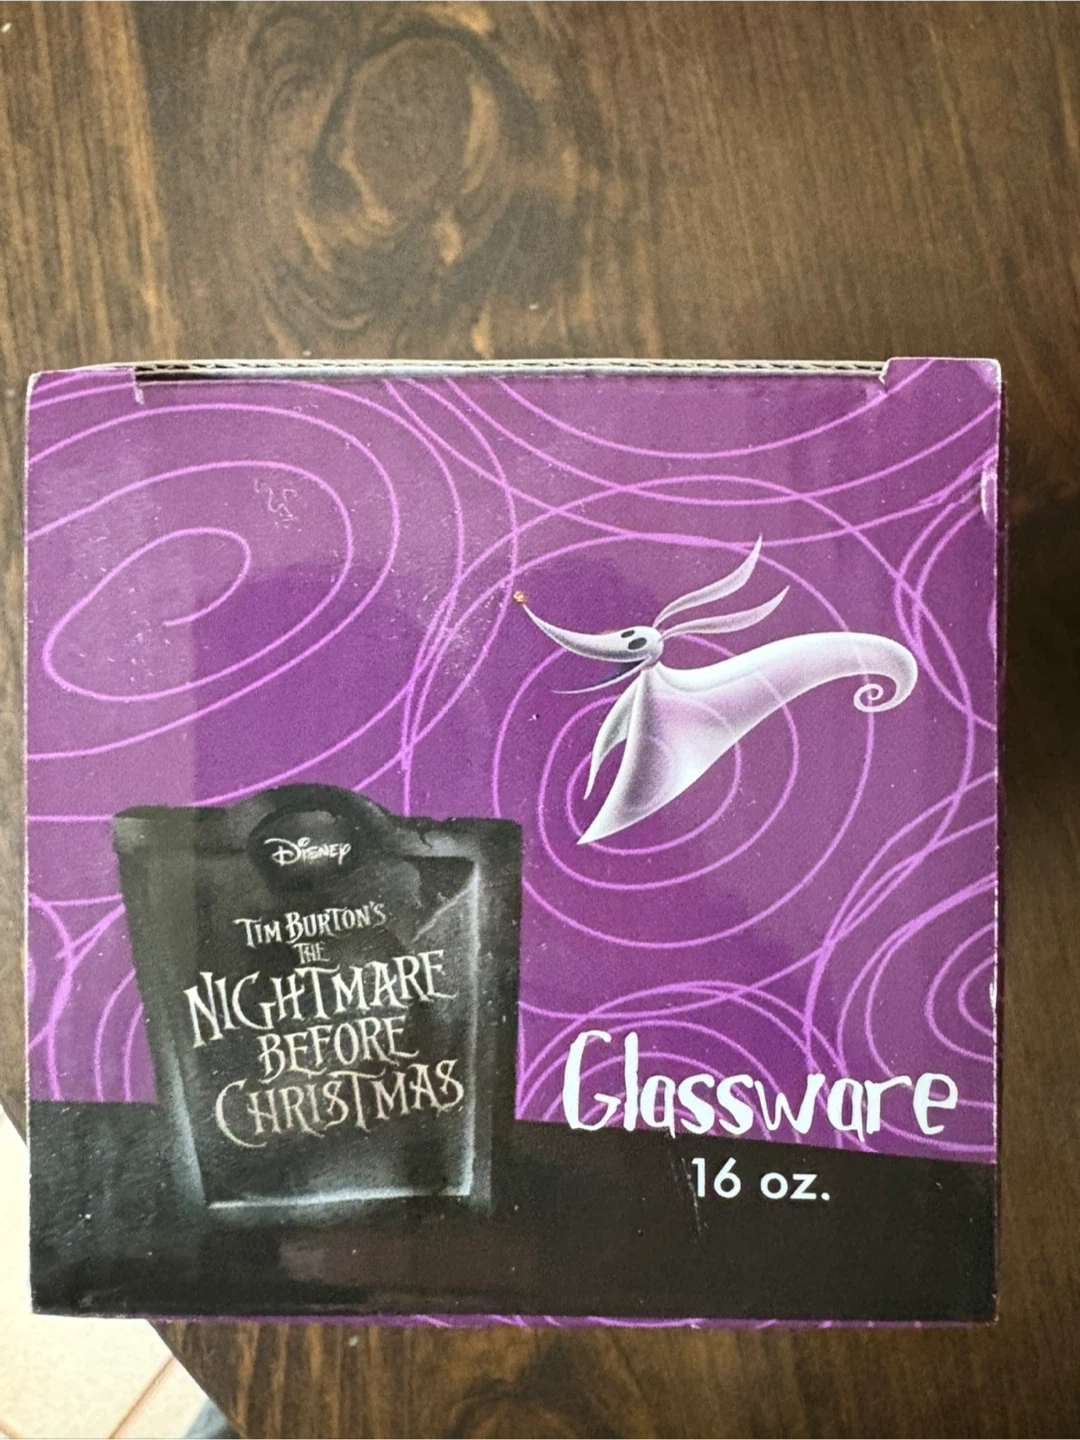 Disney
TIM BURTON'S
THE
NIGHTMARE
BEFORE
CHRISTMAS
Glassware
16 oz.